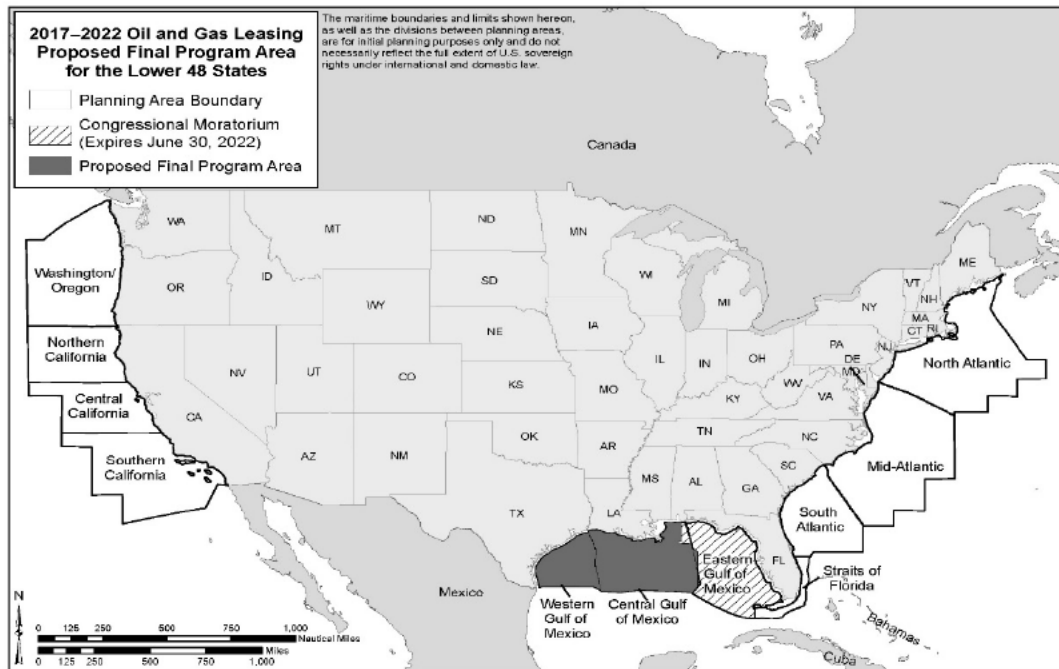 2017–2022 Oil and Gas Leasing
Proposed Final Program Area
for the Lower 48 States
Planning Area Boundary
Congressional Moratorium
(Expires June 30, 2022)
Proposed Final Program Area
The maritime boundaries and limits shown hereon,
as well as the divisions between planning areas,
are for initial planning purposes only and do not
necessarily reflect the full extent of U.S. sovereign
rights under international and domestic law.
Canada
WA
MT
ND
MN
ME
Washington/
Oregon
OR
ID
SD
WI
MI
VT
NH
NY
MA
CT
RI
WY
Northern
California
NE
IA
PA
NJ
North Atlantic
NV
UT
CO
IL
IN
OH
DE
MD
WV
VA
Central
California
CA
KS
MO
KY
Southern
California
AZ
NM
OK
AR
TN
NC
Mid-Atlantic
SC
MS
AL
GA
TX
LA
South
Atlantic
FL
Eastern
Gulf of
Mexico
Straits of
Florida
Mexico
Western
Gulf of
Mexico
Central Gulf
of Mexico
Bahamas
Cuba
N
0 125 250 500 750 1,000
Nautical Miles
0 125 250 500 750 1,000
Miles